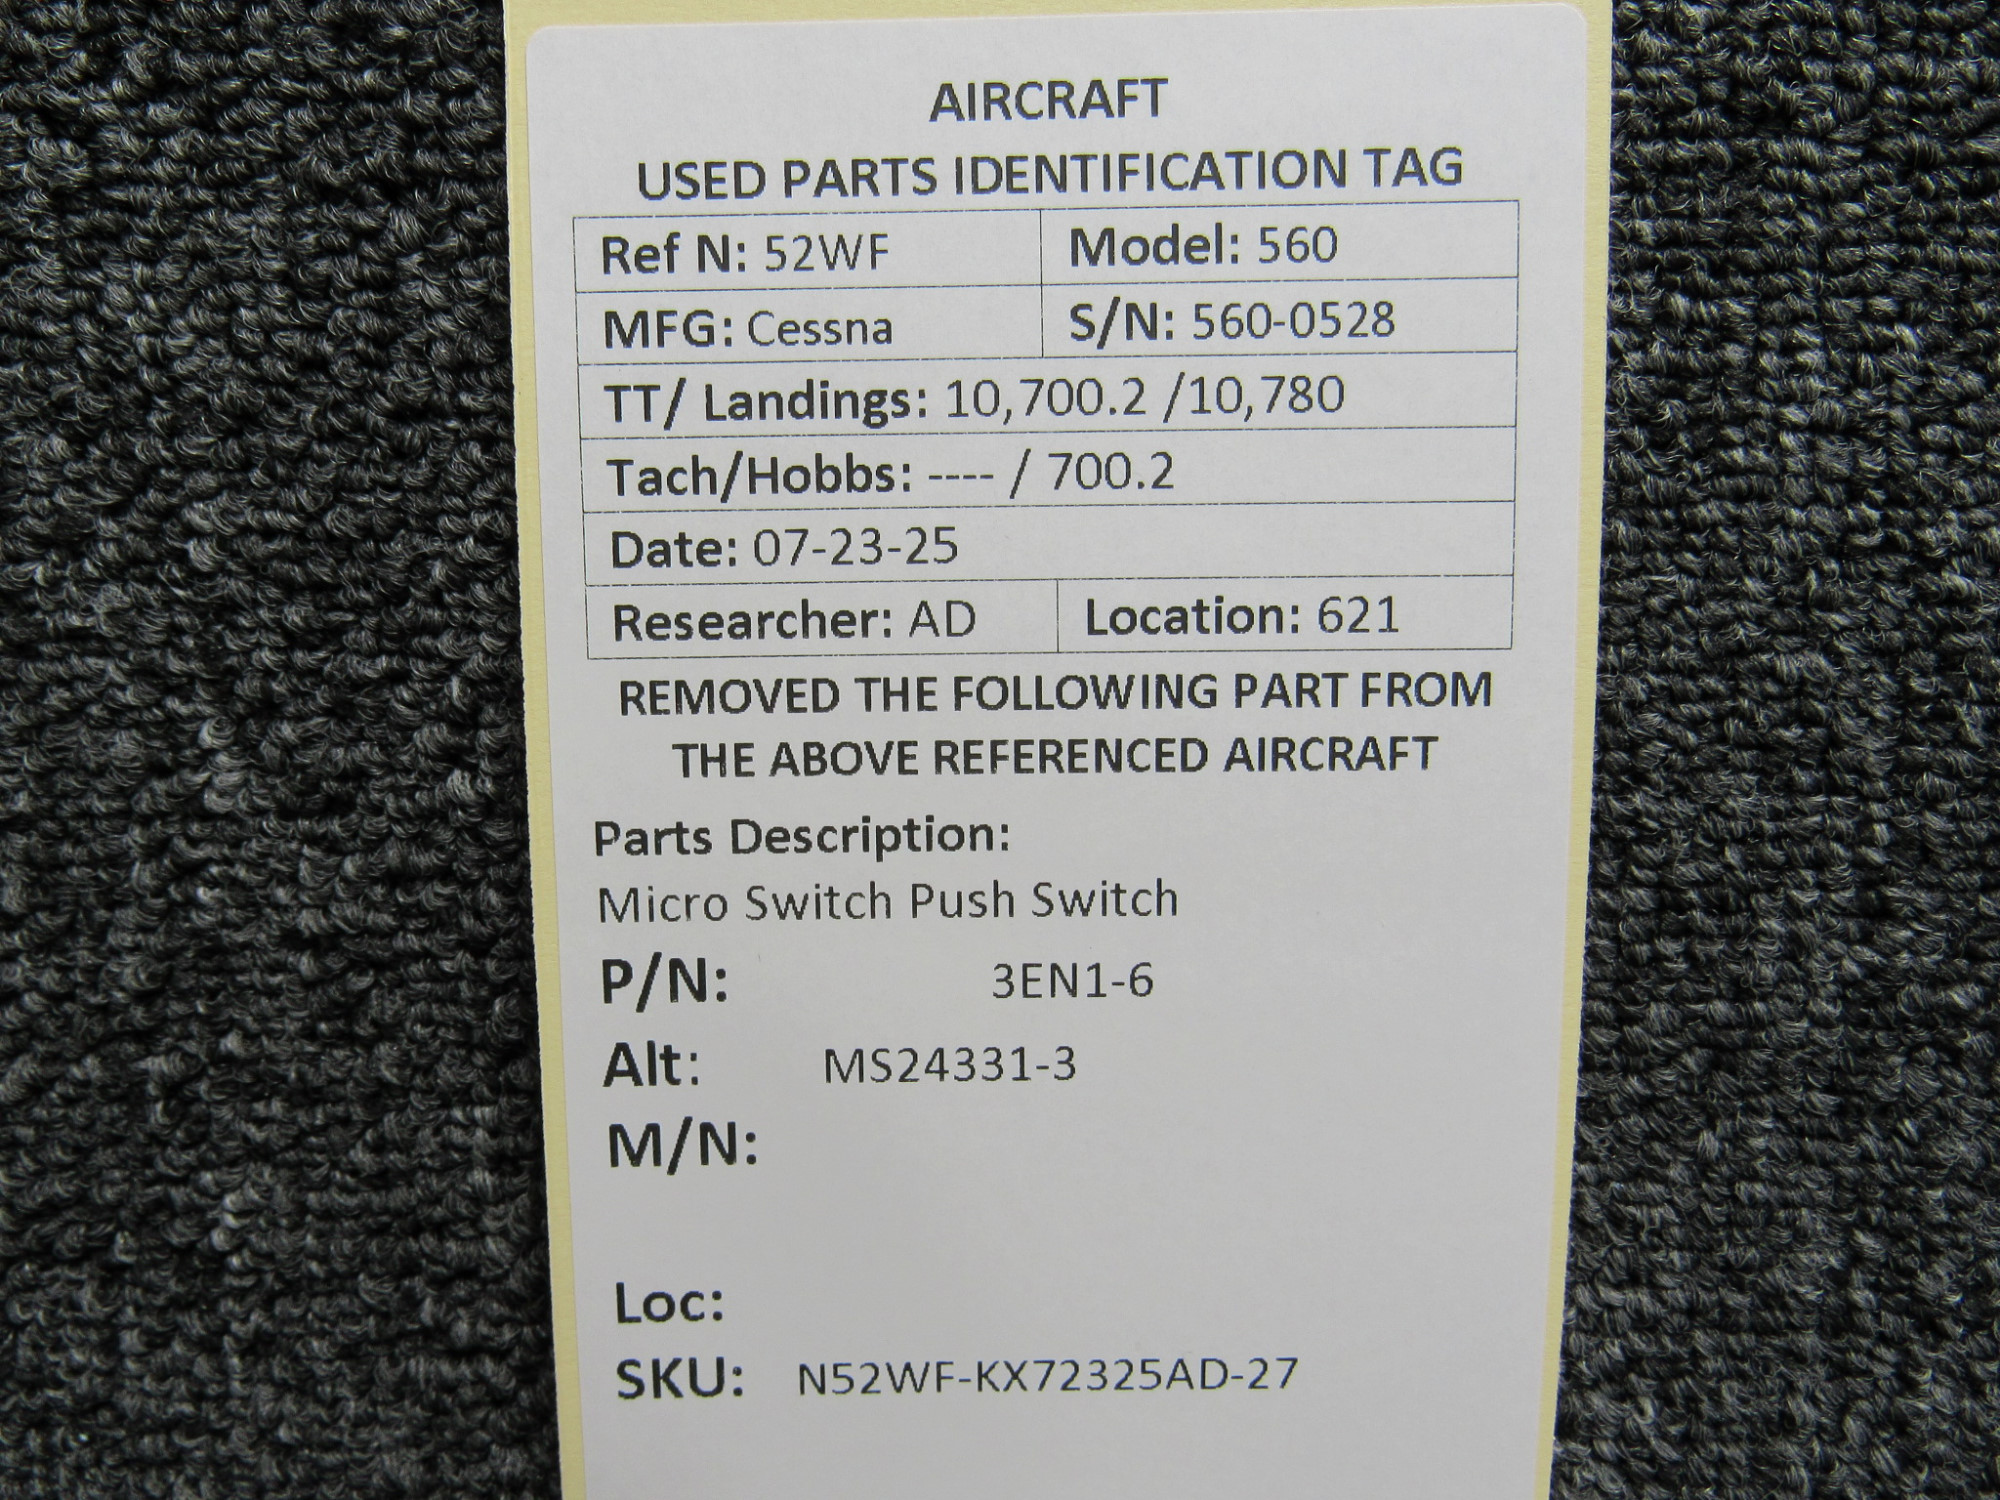 AIRCRAFT
USED PARTS IDENTIFICATION TAG
Ref N: 52WF Model: 560
MFG: Cessna S/N: 560-0528
TT/ Landings: 10,700.2 /10,780
Tach/Hobbs: ---- / 700.2
Date: 07-23-25
Researcher: AD Location: 621
REMOVED THE FOLLOWING PART FROM
THE ABOVE REFERENCED AIRCRAFT
Parts Description:
Micro Switch Push Switch
P/N: 3EN1-6
Alt: MS24331-3
M/N:
Loc:
SKU: N52WF-KX72325AD-27